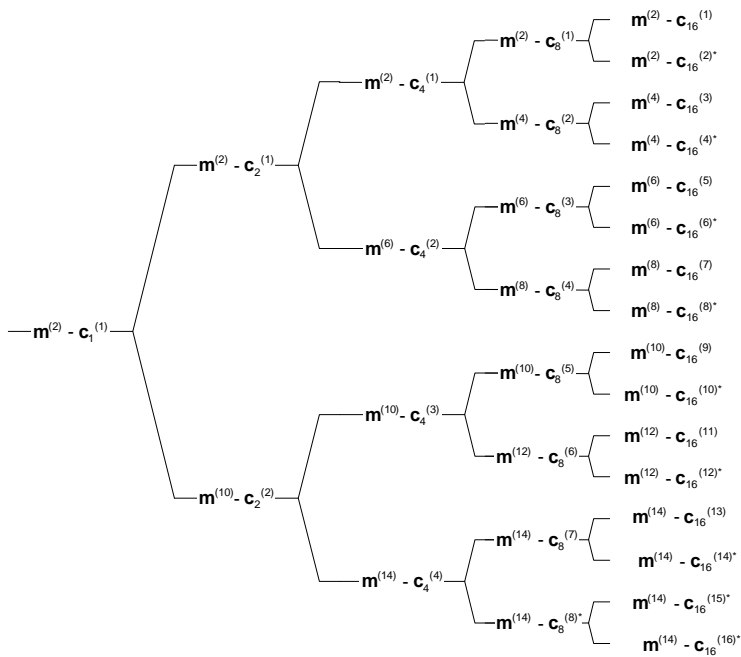 m(2) - c16(1)
m(2) - c8(1)
m(2) - c16(2)*
m(2) - c4(1)
m(4) - c16(3)
m(4) - c8(2)
m(4) - c16(4)*
m(2) - c2(1)
m(6) - c16(5)
m(6) - c8(3)
m(6) - c16(6)*
m(6) - c4(2)
m(8) - c16(7)
m(8) - c8(4)
m(8) - c16(8)*
m(2) - c1(1)
m(10) - c16(9)
m(10) - c8(5)
m(10) - c16(10)*
m(10) - c4(3)
m(12) - c16(11)
m(12) - c8(6)
m(12) - c16(12)*
m(10) - c2(2)
m(14) - c16(13)
m(14) - c8(7)
m(14) - c16(14)*
m(14) - c4(4)
m(14) - c16(15)*
m(14) - c8(8)*
m(14) - c16(16)*